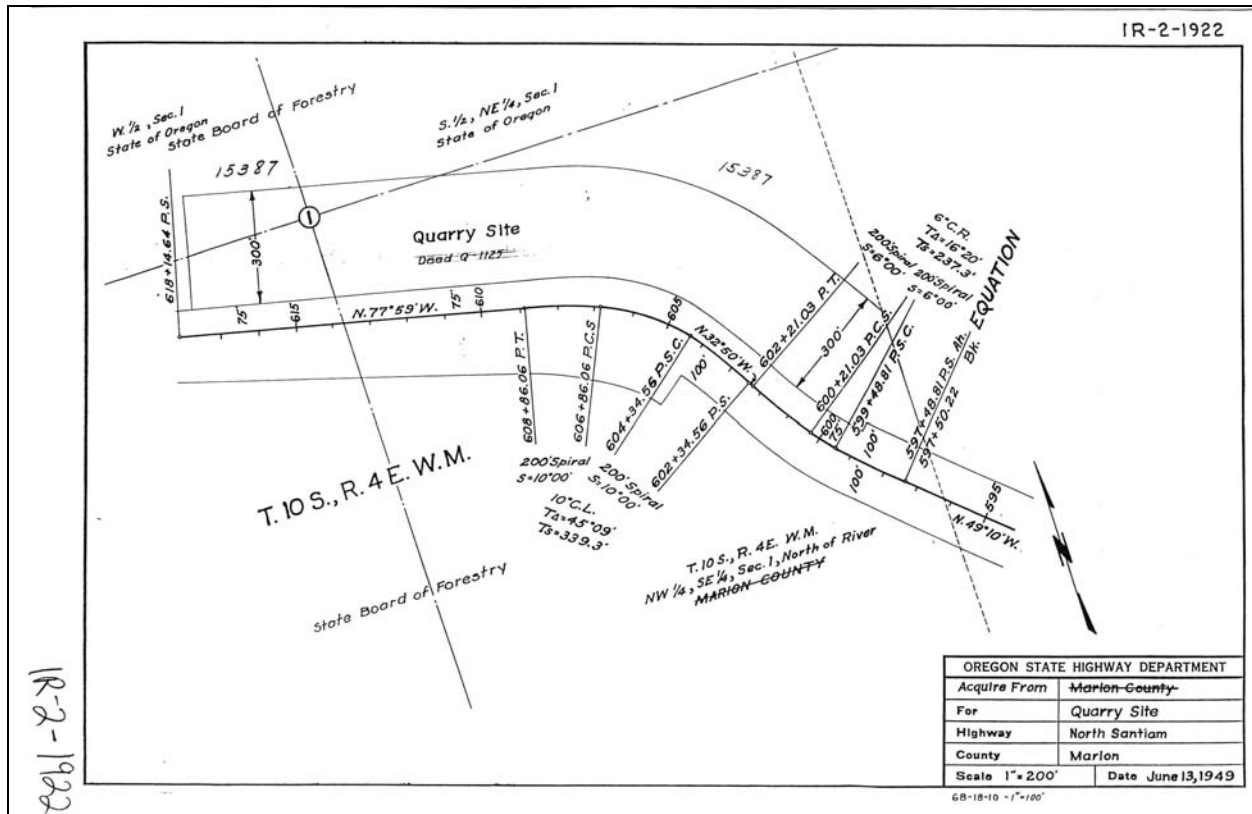 1R-2-1922
W. 1/2, Sec. 1
State of Oregon
State Board of Forestry
S. 1/2, NE 1/4, Sec. 1
State of Oregon
15387
15387
618+14.64 P.S.
300'
1
Quarry Site
Deed Q-1125
75'
615
N. 77°59' W.
75'
610
605
N. 32°50' W.
100'
608+86.06 P.T.
606+86.06 P.C.S.
604+34.56 P.S.C.
602+34.56 P.S.
602+21.03 P.T.
300'
600+21.03 P.C.S.
600
75'
599+48.81 P.S.C.
597+48.81 P.S. Ah.
597+50.22 Bk.
EQUATION
200' Spiral
S=6°00'
6° C.R.
TΔ=16°20'
Ts=237.3'
200' Spiral
S=6°00'
100'
100'
595
N. 49°10' W.
200' Spiral
S=10°00'
200' Spiral
S=10°00'
10° C.L.
TΔ=45°09'
Ts=339.3'
T. 10 S., R. 4 E. W.M.
T. 10 S., R. 4 E. W.M.
NW 1/4, SE 1/4, Sec. 1, North of River
MARION COUNTY
State Board of Forestry
N
1R-2-1922
OREGON STATE HIGHWAY DEPARTMENT
Acquire From Marion County
For Quarry Site
Highway North Santiam
County Marion
Scale 1"=200' Date June 13, 1949
6B-18-10 - 1"=100'